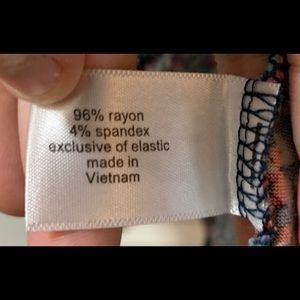 96% rayon
4% spandex
exclusive of elastic
made in
Vietnam